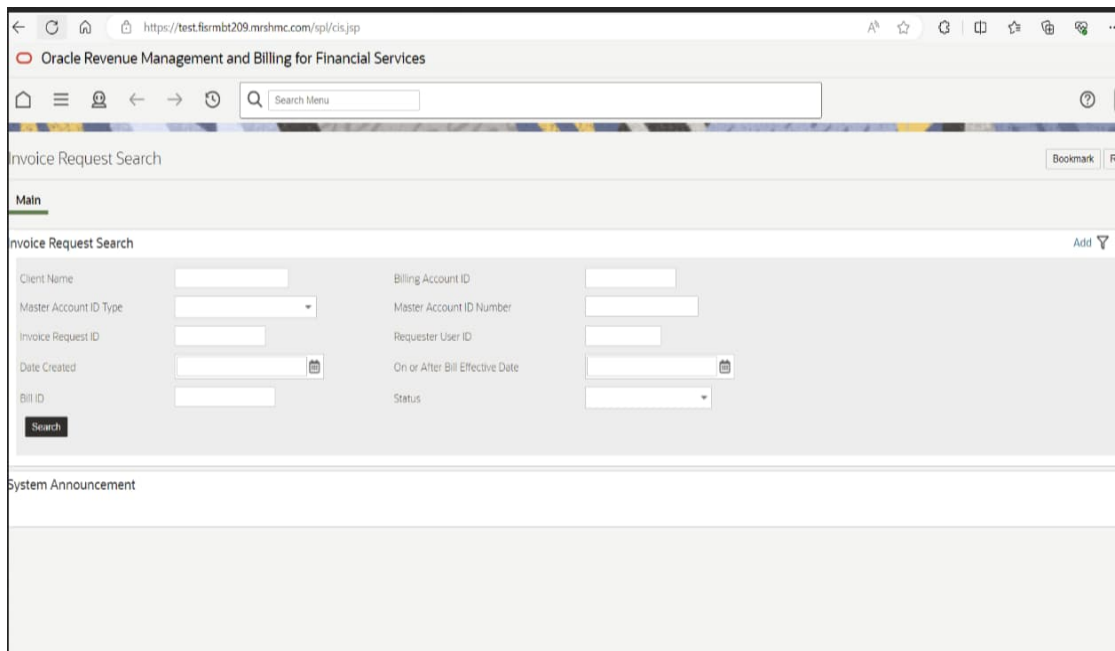 https://test.fisrmbt209.mrshmc.com/spl/cis.jsp
Oracle Revenue Management and Billing for Financial Services
Search Menu
Invoice Request Search
Bookmark
Main
nvoice Request Search
Add
Client Name
Billing Account ID
Master Account ID Type
Master Account ID Number
Invoice Request ID
Requester User ID
Date Created
On or After Bill Effective Date
Bill ID
Status
Search
System Announcement